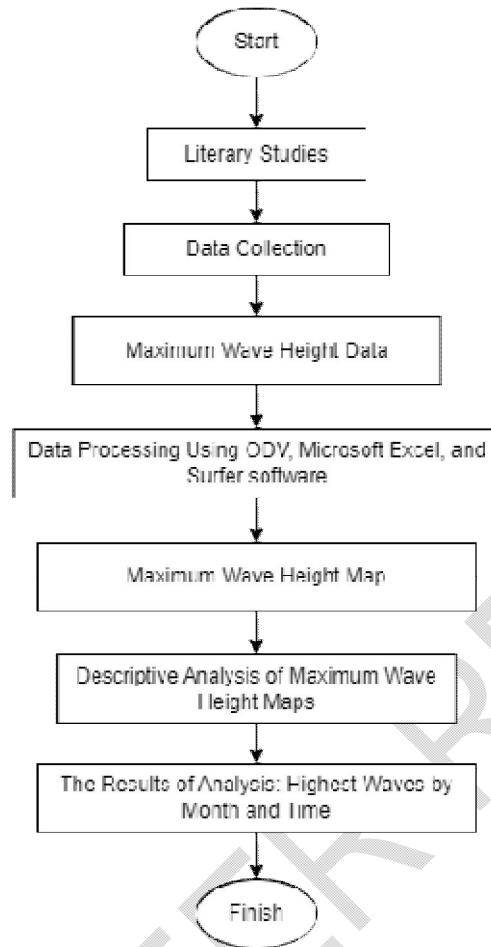 Start
Literary Studies
Data Collection
Maximum Wave Height Data
Data Processing Using ODV, Microsoft Excel, and
Surfer software
Maximum Wave Height Map
Descriptive Analysis of Maximum Wave
Height Maps
The Results of Analysis: Highest Waves by
Month and Time
Finish